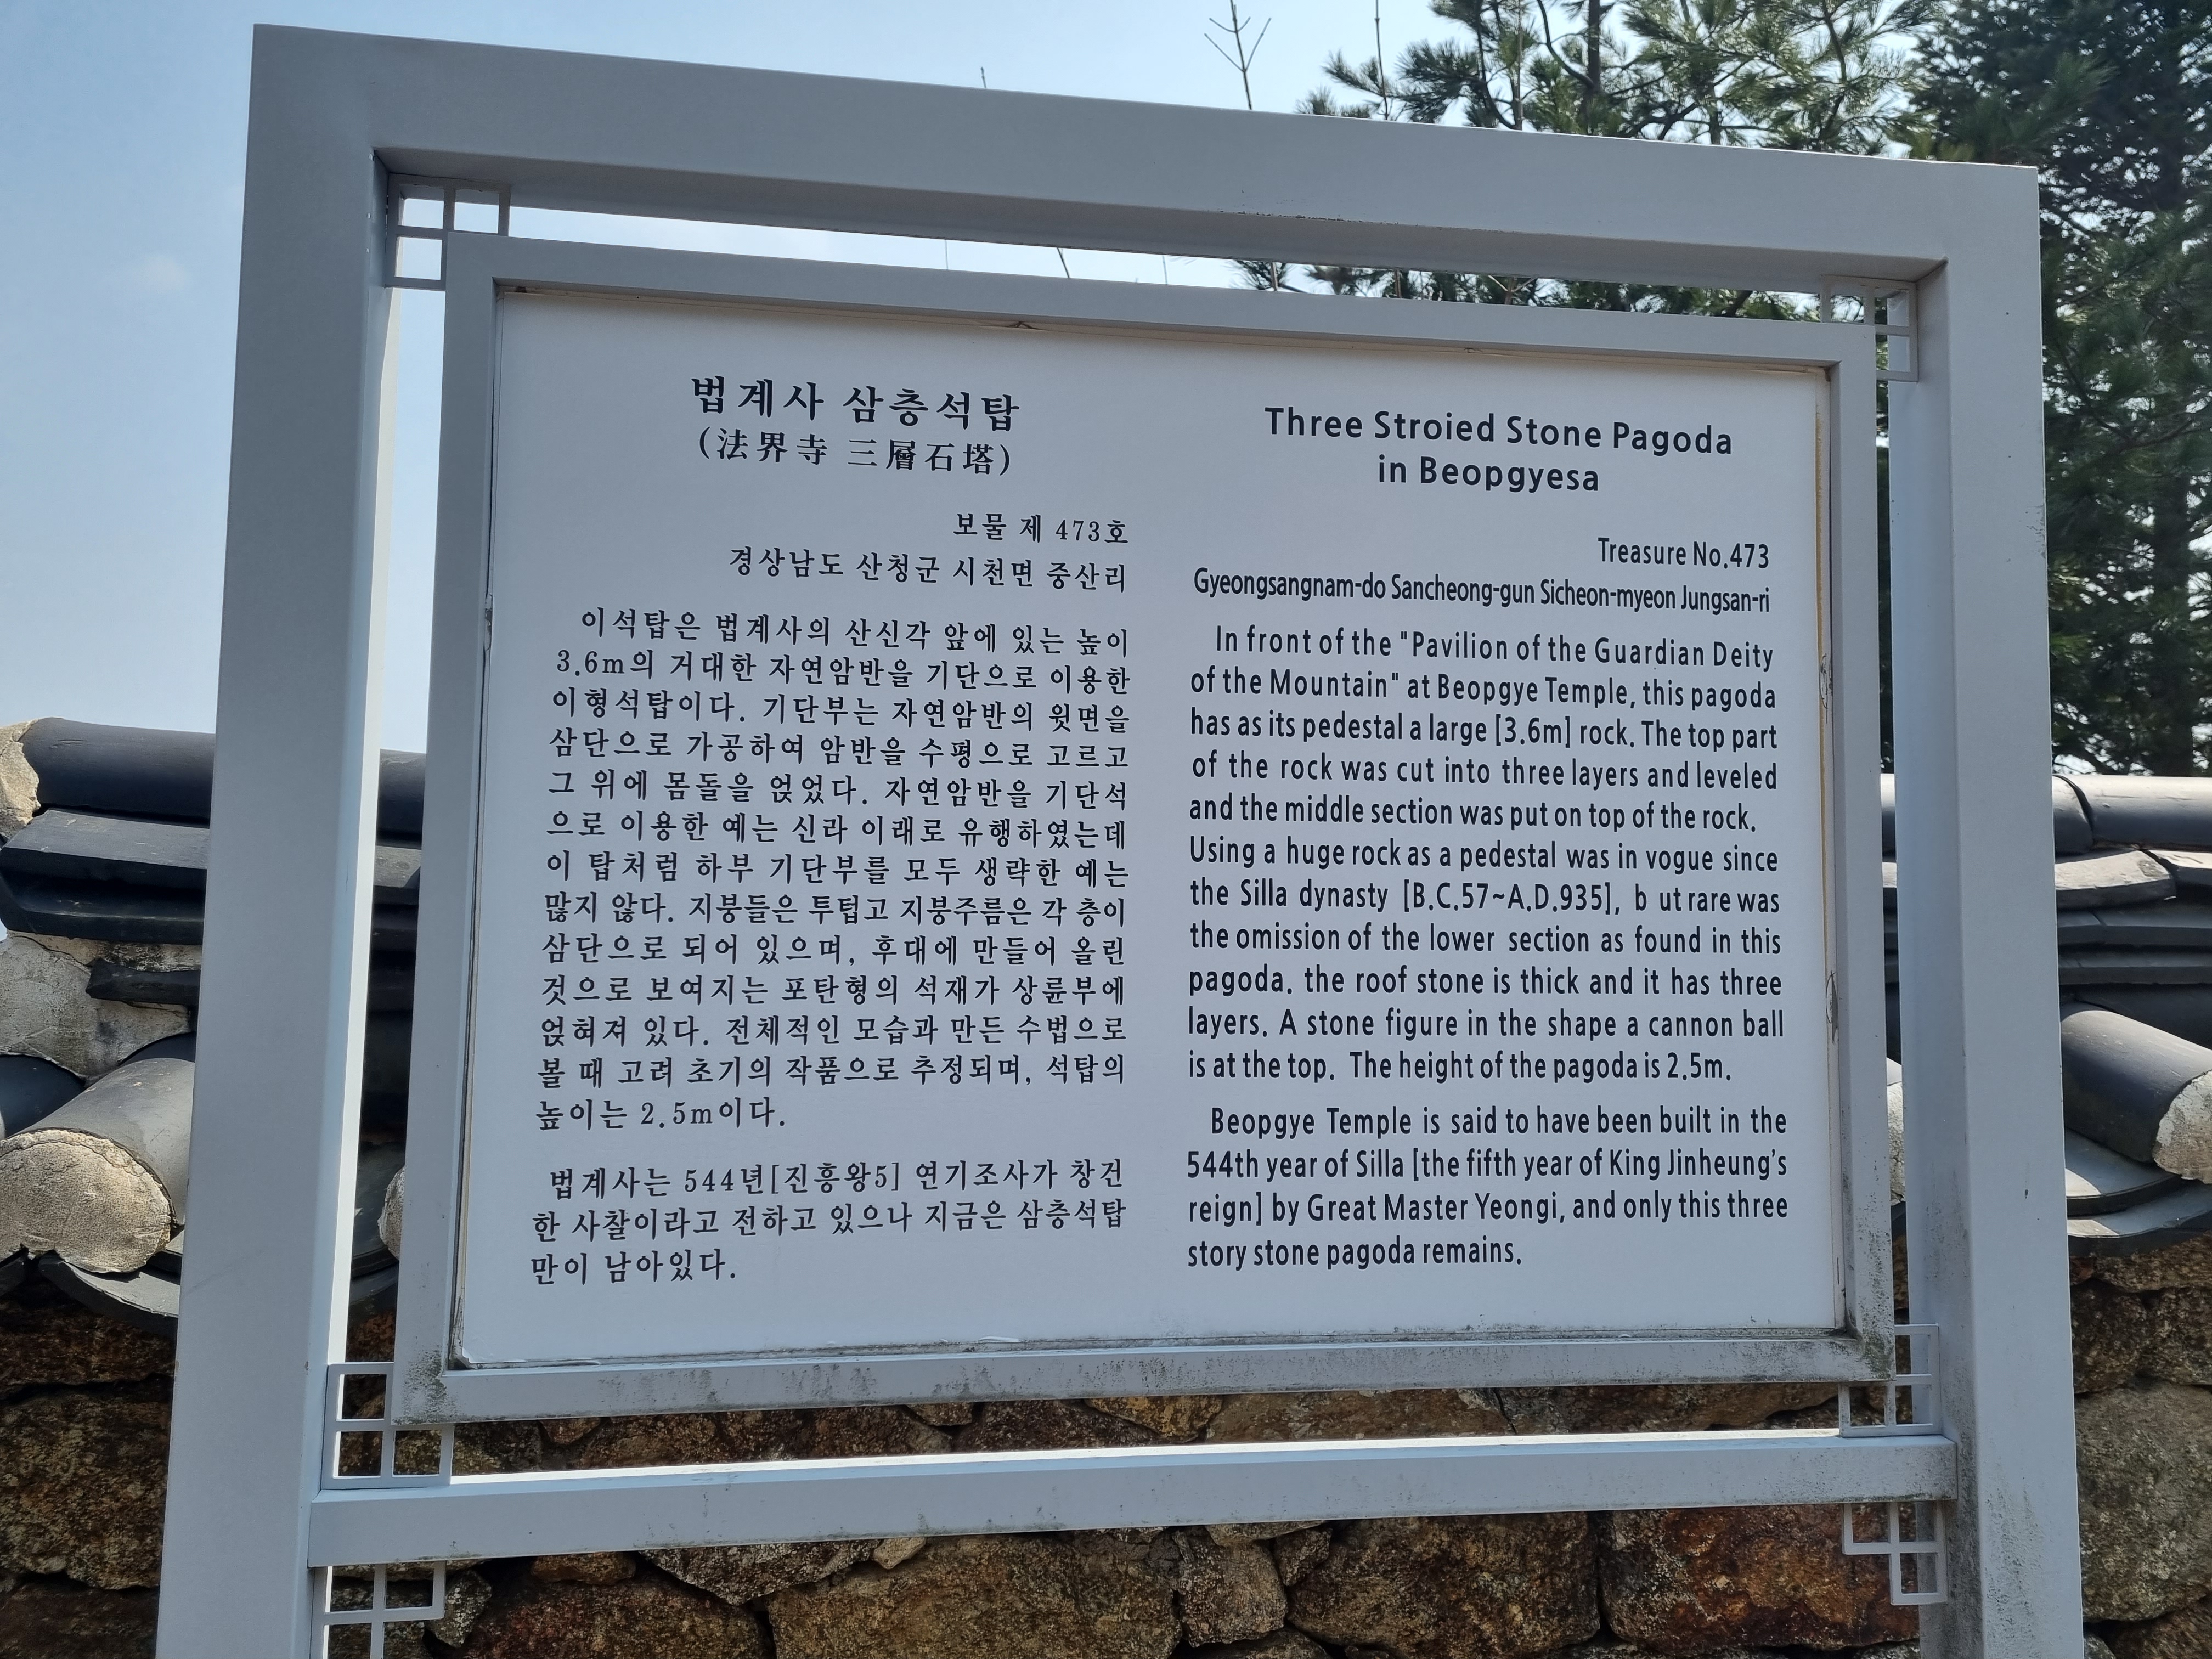 법계사 삼층석탑
(法界寺 三層石塔)
보물 제 473호
경상남도 산청군 시천면 중산리
이석탑은 법계사의 산신각 앞에 있는 높이
3.6m의 거대한 자연암반을 기단으로 이용한
이형석탑이다. 기단부는 자연암반의 윗면을
삼단으로 가공하여 암반을 수평으로 고르고
그 위에 몸돌을 얹었다. 자연암반을 기단석
으로 이용한 예는 신라 이래로 유행하였는데
이 탑처럼 하부 기단부를 모두 생략한 예는
많지 않다. 지붕들은 투텁고 지붕주름은 각 층이
삼단으로 되어 있으며, 후대에 만들어 올린
것으로 보여지는 포탄형의 석재가 상륜부에
얹혀져 있다. 전체적인 모습과 만든 수법으로
볼 때 고려 초기의 작품으로 추정되며, 석탑의
높이는 2.5m이다.
법계사는 544년[진흥왕5] 연기조사가 창건
한 사찰이라고 전하고 있으나 지금은 삼층석탑
만이 남아있다.
Three Stroied Stone Pagoda
in Beopgyesa
Treasure No.473
Gyeongsangnam-do Sancheong-gun Sicheon-myeon Jungsan-ri
In front of the "Pavilion of the Guardian Deity
of the Mountain" at Beopgye Temple, this pagoda
has as its pedestal a large [3.6m] rock. The top part
of the rock was cut into three layers and leveled
and the middle section was put on top of the rock.
Using a huge rock as a pedestal was in vogue since
the Silla dynasty [B.C.57~A.D.935], b ut rare was
the omission of the lower section as found in this
pagoda. the roof stone is thick and it has three
layers. A stone figure in the shape a cannon ball
is at the top. The height of the pagoda is 2.5m.
Beopgye Temple is said to have been built in the
544th year of Silla [the fifth year of King Jinheung's
reign] by Great Master Yeongi, and only this three
story stone pagoda remains.